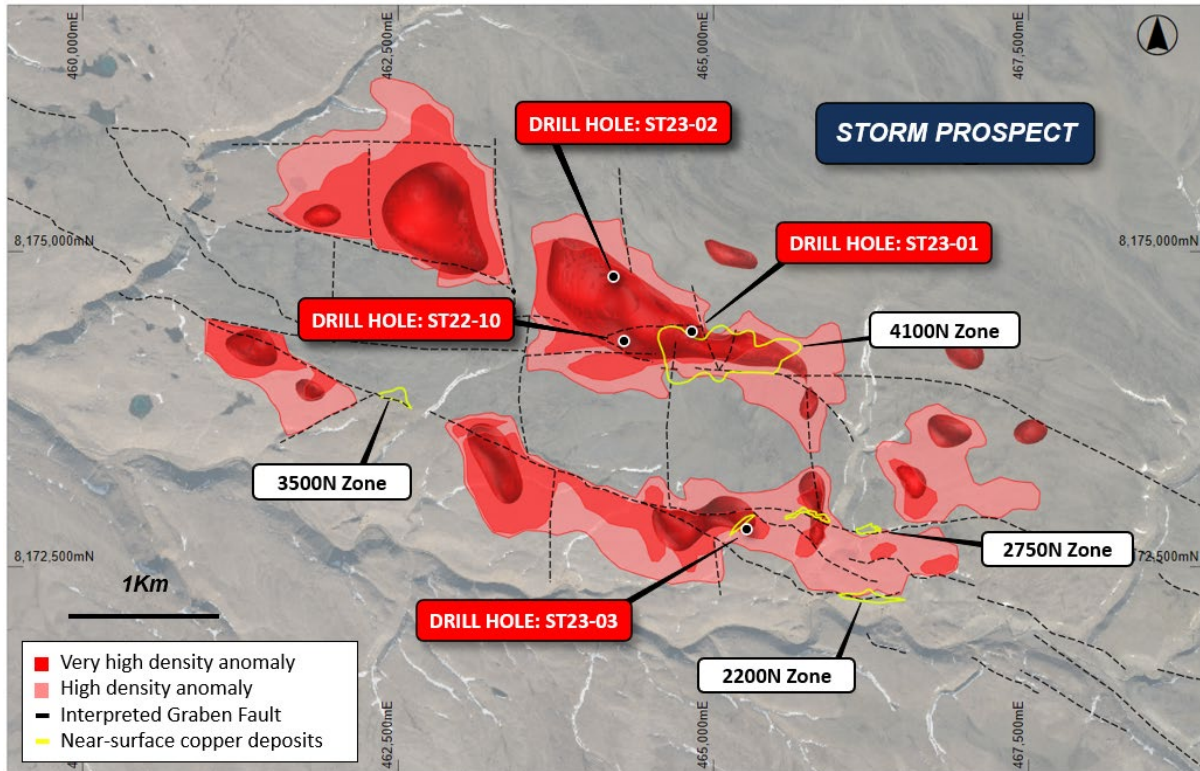 460,000mE
462,500mE
465,000mE
467,500mE
STORM PROSPECT
DRILL HOLE: ST23-02
DRILL HOLE: ST23-01
8,175,000mN
8,175,000mN
DRILL HOLE: ST22-10
4100N Zone
3500N Zone
8,172,500mN
2750N Zone
172,500mN
1Km
DRILL HOLE: ST23-03
2200N Zone
Very high density anomaly
High density anomaly
Interpreted Graben Fault
Near-surface copper deposits
462,500mE
465,000mE
467,500mE